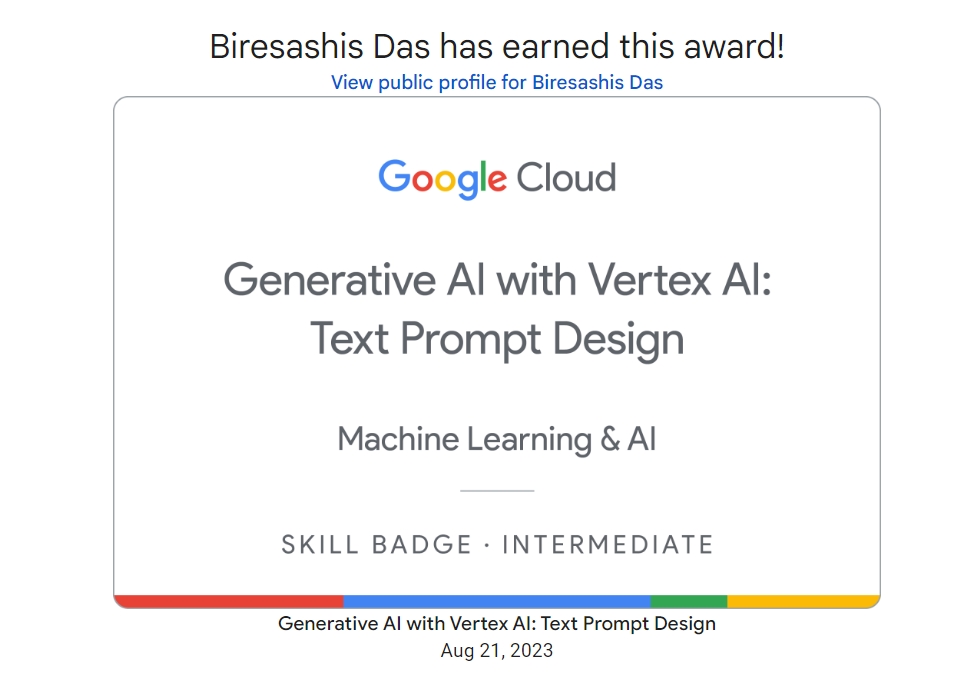 Biresashis Das has earned this award!
View public profile for Biresashis Das
Google Cloud
Generative AI with Vertex AI:
Text Prompt Design
Machine Learning & AI
SKILL BADGE · INTERMEDIATE
Generative AI with Vertex AI: Text Prompt Design
Aug 21, 2023